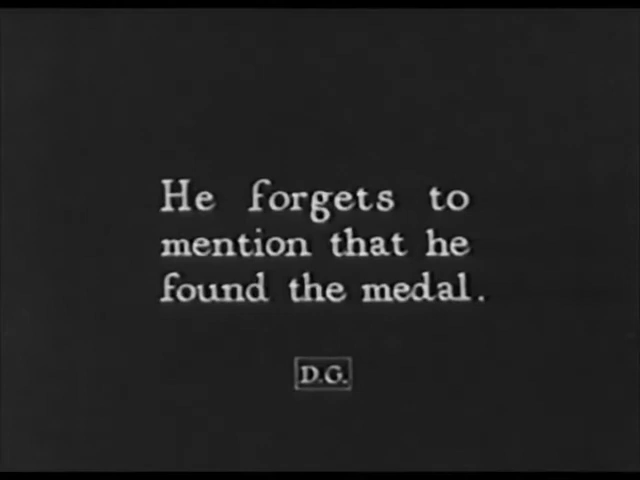 He forgets to
mention that he
found the medal.
D.G.